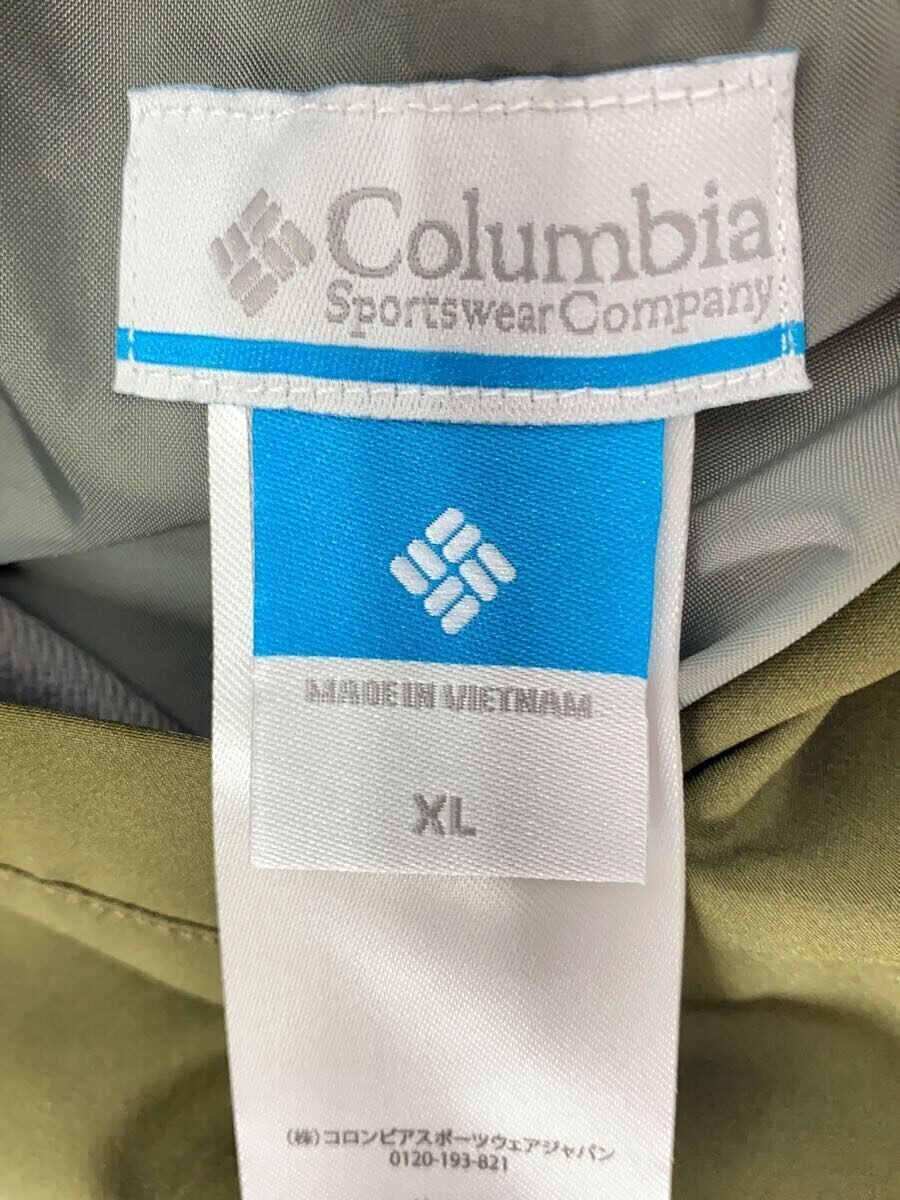 Columbia
Sportswear Company
MADE IN VIETNAM
XL
(株)コロンビアスポーツウェアジャパン
0120-193-821